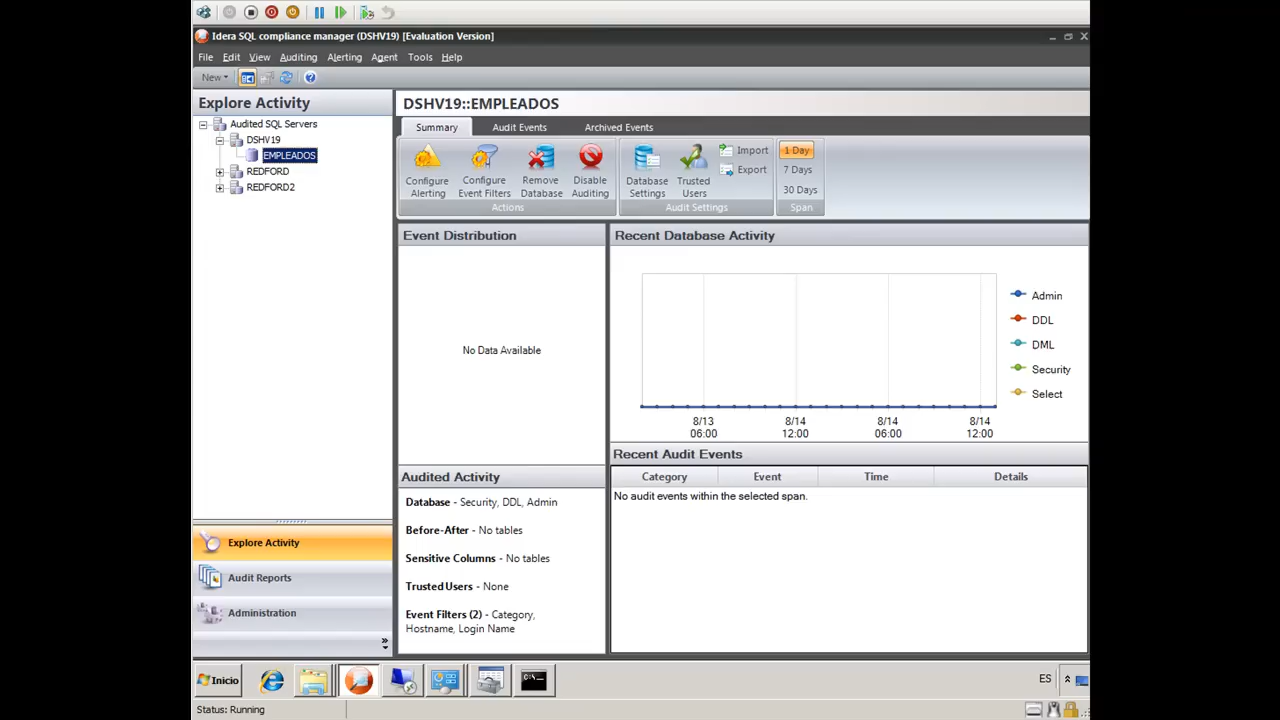 Idera SQL compliance manager (DSHV19) [Evaluation Version]
File Edit View Auditing Alerting Agent Tools Help
New
Explore Activity
Audited SQL Servers
DSHV19
EMPLEADOS
REDFORD
REDFORD2
Explore Activity
Audit Reports
Administration
DSHV19::EMPLEADOS
Summary Audit Events Archived Events
Configure Alerting
Configure Event Filters
Remove Database
Disable Auditing
Actions
Database Settings
Trusted Users
Import
Export
Audit Settings
1 Day
7 Days
30 Days
Span
Event Distribution
No Data Available
Recent Database Activity
Admin
DDL
DML
Security
Select
8/13 06:00
8/14 12:00
8/14 06:00
8/14 12:00
Audited Activity
Database - Security, DDL, Admin
Before-After - No tables
Sensitive Columns - No tables
Trusted Users - None
Event Filters (2) - Category,
Hostname, Login Name
Recent Audit Events
Category Event Time Details
No audit events within the selected span.
Inicio
C:\.
ES
Status: Running